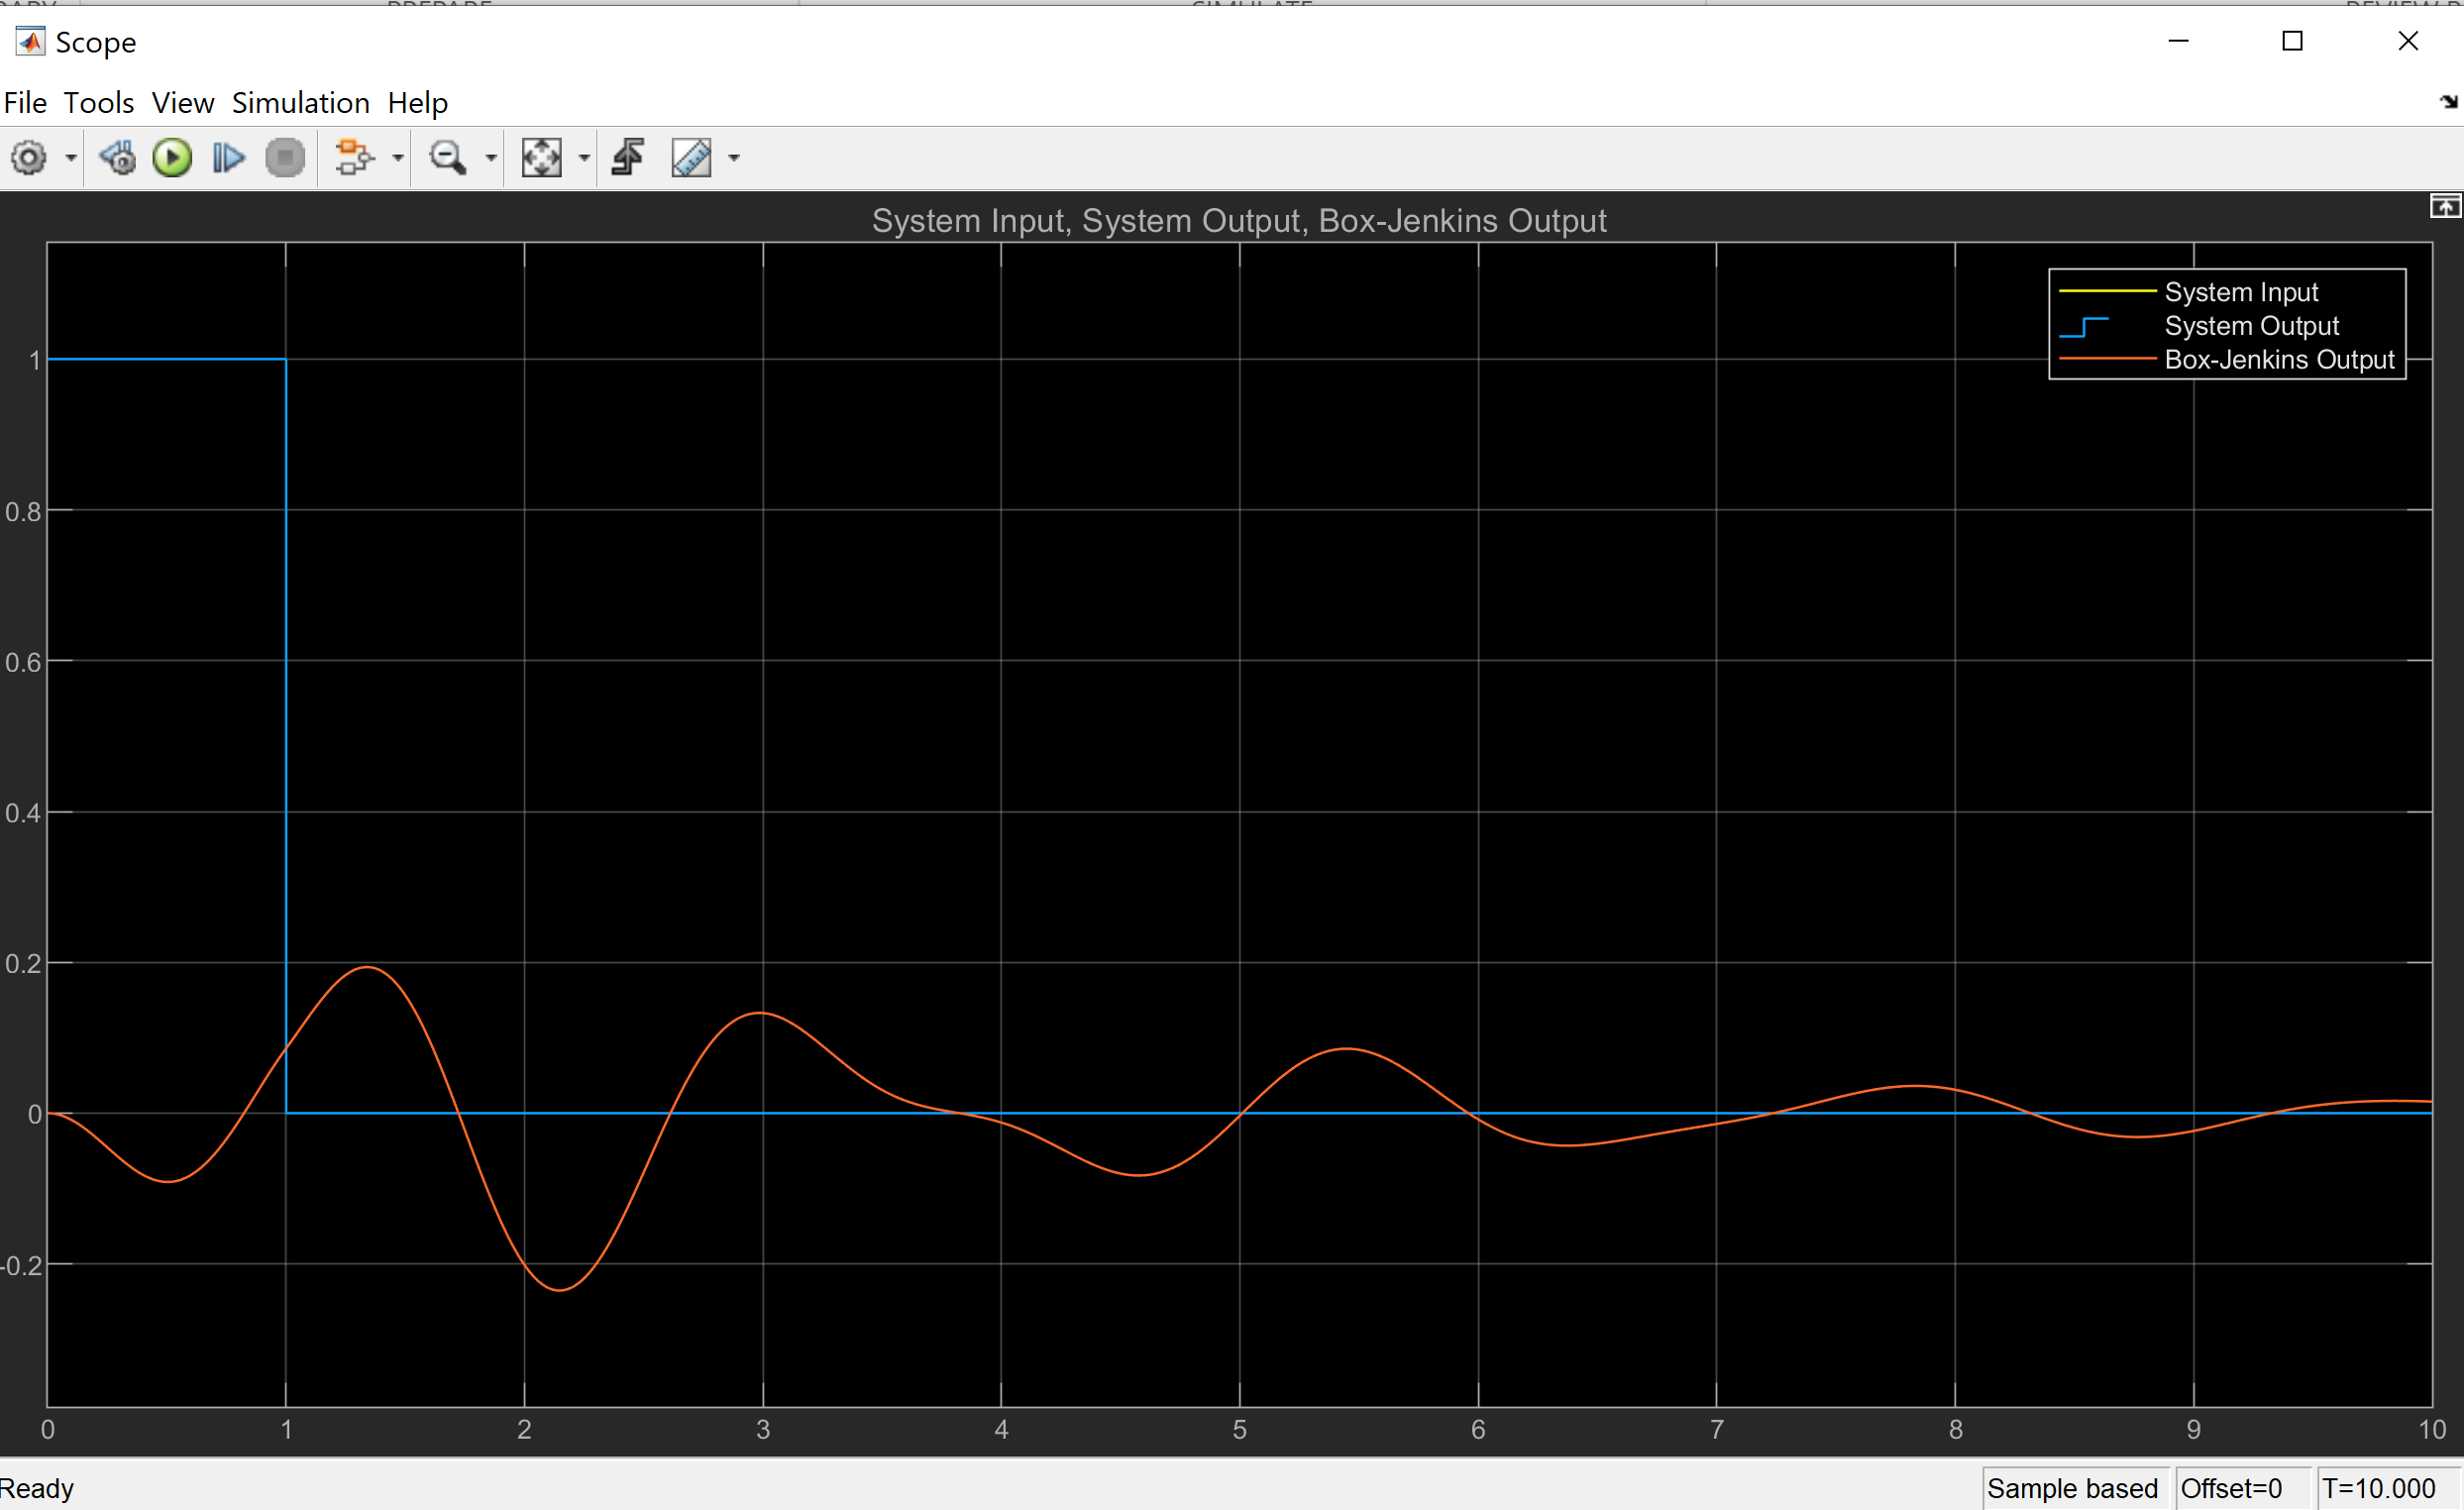 Scope
File Tools View Simulation Help
System Input, System Output, Box-Jenkins Output
System Input
System Output
Box-Jenkins Output
1
0.8
0.6
0.4
0.2
0
-0.2
0 1 2 3 4 5 6 7 8 9 10
Ready Sample based Offset=0 T=10.000